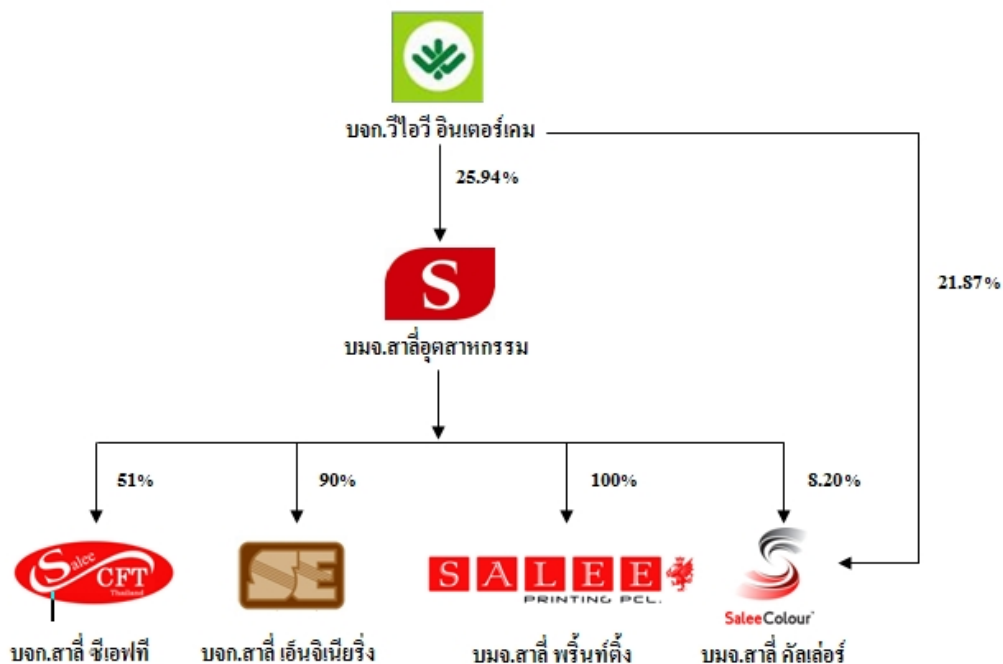 บจก.วีไอวี อินเตอร์เคม
25.94%
21.87%
S
บมจ.สาลี่อุตสาหกรรม
51%
90%
100%
8.20%
Salee
CFT
Thailand
SE
SALEE
PRINTING PCL.
SaleeColour
บจก.สาลี่ ซีเอฟที
บจก.สาลี่ เอ็นจิเนียริ่ง
บมจ.สาลี่ พริ้นท์ติ้ง
บมจ.สาลี่ คัลเล่อร์